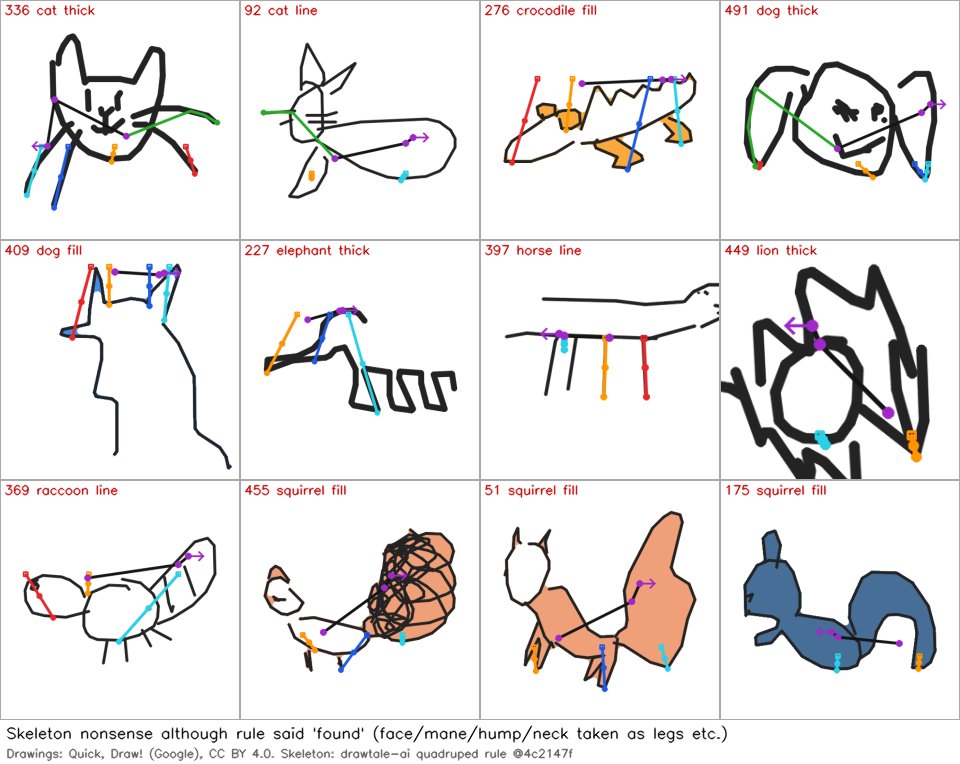 336 cat thick
92 cat line
276 crocodile fill
491 dog thick
409 dog fill
227 elephant thick
397 horse line
449 lion thick
369 raccoon line
455 squirrel fill
51 squirrel fill
175 squirrel fill
Skeleton nonsense although rule said 'found' (face/mane/hump/neck taken as legs etc.)
Drawings: Quick, Draw! (Google), CC BY 4.0. Skeleton: drawtale-ai quadruped rule @4c2147f